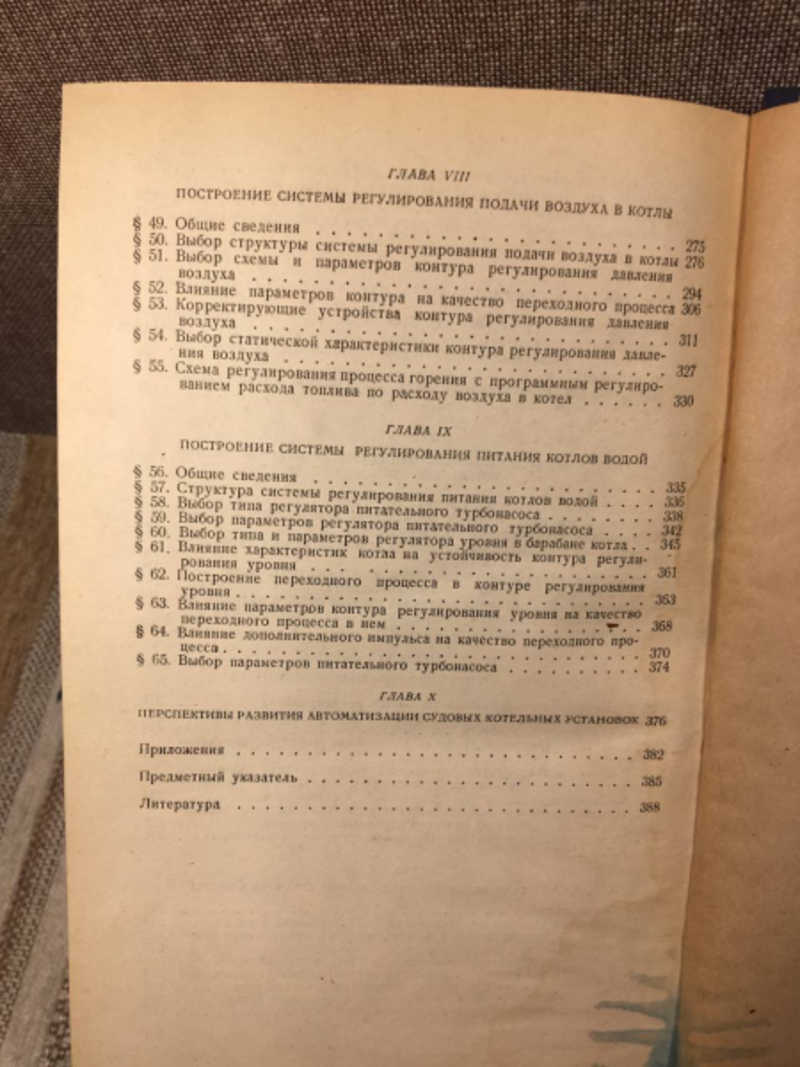 ГЛАВА VIII
ПОСТРОЕНИЕ СИСТЕМЫ РЕГУЛИРОВАНИЯ ПОДАЧИ ВОЗДУХА В КОТЛЫ
§ 49. Общие сведения . . . . . . . . . . . . . . . . . . . . 275
§ 50. Выбор структуры системы регулирования подачи воздуха в котлы 276
§ 51. Выбор схемы и параметров контура регулирования давления
воздуха . . . . . . . . . . . . . . . . . . . . 294
§ 52. Влияние параметров контура на качество переходного процесса 306
§ 53. Корректирующие устройства контура регулирования давления
воздуха . . . . . . . . . . . . . . . . . . . . 311
§ 54. Выбор статической характеристики контура регулирования давле-
ния воздуха . . . . . . . . . . . . . . . . . . 327
§ 55. Схема регулирования процесса горения с программным регулиро-
ванием расхода топлива по расходу воздуха в котел . . . . . . 330
ГЛАВА IX
ПОСТРОЕНИЕ СИСТЕМЫ РЕГУЛИРОВАНИЯ ПИТАНИЯ КОТЛОВ ВОДОЙ
§ 56. Общие сведения . . . . . . . . . . . . . . . . . . . . 335
§ 57. Структура системы регулирования питания котлов водой . . . . 336
§ 58. Выбор типа регулятора питательного турбонасоса . . . . . . . . 338
§ 59. Выбор параметров регулятора питательного турбонасоса . . . . 342
§ 60. Выбор типа и параметров регулятора уровня в барабане котла . . 345
§ 61. Влияние характеристик котла на устойчивость контура регули-
рования уровня . . . . . . . . . . . . . . . . . . 361
§ 62. Построение переходного процесса в контуре регулирования
уровня . . . . . . . . . . . . . . . . . . . . . . 363
§ 63. Влияние параметров контура регулирования уровня на качество
переходного процесса в нем . . . . . . . . . . . . . . 368
§ 64. Влияние дополнительного импульса на качество переходного про-
цесса . . . . . . . . . . . . . . . . . . . . . . . 370
§ 65. Выбор параметров питательного турбонасоса . . . . . . . . . . 374
ГЛАВА X
ПЕРСПЕКТИВЫ РАЗВИТИЯ АВТОМАТИЗАЦИИ СУДОВЫХ КОТЕЛЬНЫХ УСТАНОВОК 376
Приложения . . . . . . . . . . . . . . . . . . . . . . . . 382
Предметный указатель . . . . . . . . . . . . . . . . . . . 385
Литература . . . . . . . . . . . . . . . . . . . . . . . . 388